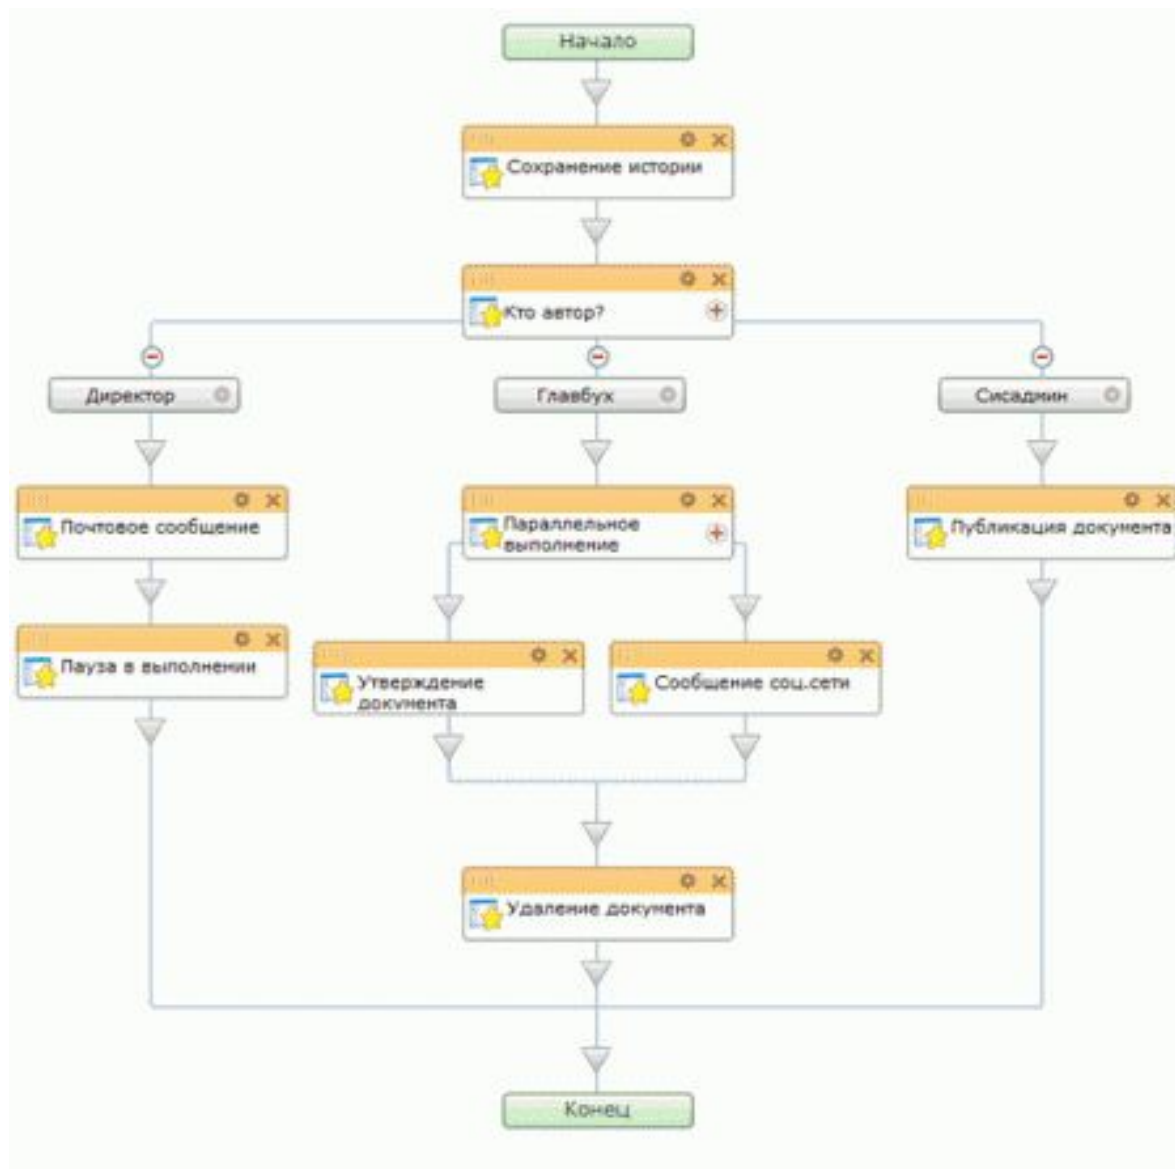 Начало
Сохранение истории
Кто автор?
Директор
Главбух
Сисадмин
Почтовое сообщение
Параллельное
выполнение
Публикация документа
Пауза в выполнении
Утверждение
документа
Сообщение соц.сети
Удаление документа
Конец